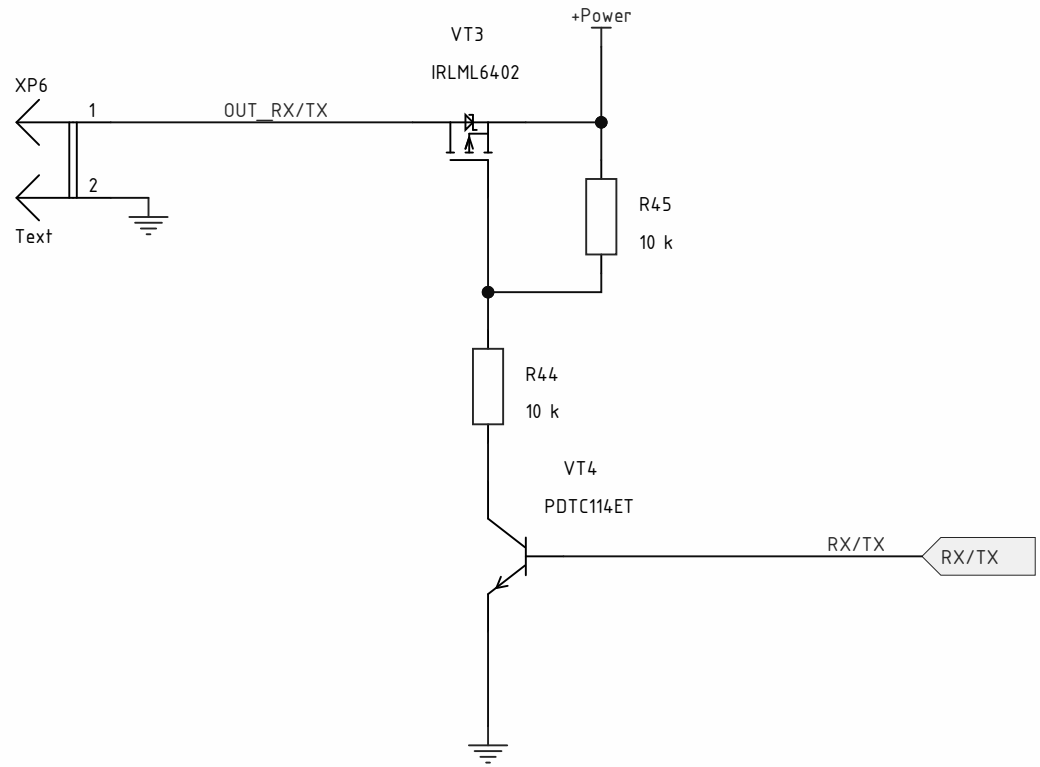 +Power
VT3
IRLML6402
XP6
1
OUT_RX/TX
2
Text
R45
10 k
R44
10 k
VT4
PDTC114ET
RX/TX
RX/TX